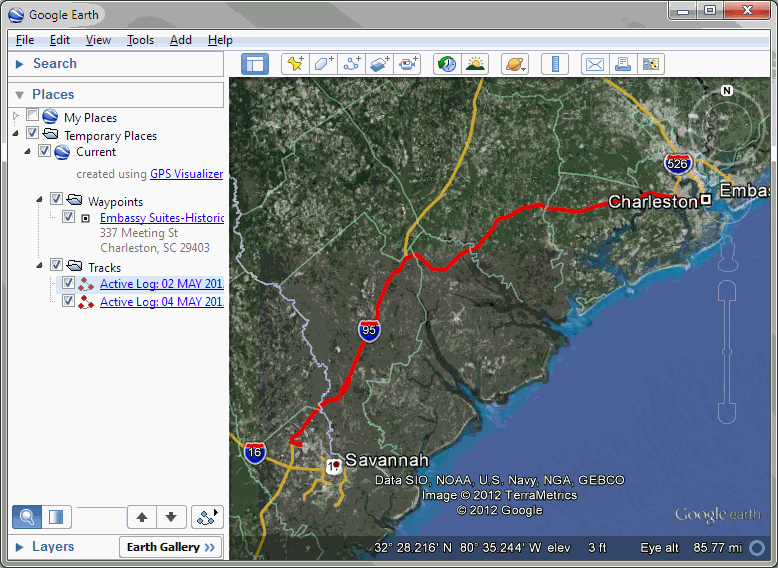 Google Earth
File Edit View Tools Add Help
Search
Places
My Places
Temporary Places
Current
created using GPS Visualizer
Waypoints
Embassy Suites-Historic
337 Meeting St
Charleston, SC 29403
Tracks
Active Log: 02 MAY 201
Active Log: 04 MAY 201
Layers
Earth Gallery »
N
526
Embas
Charleston
95
16
Savannah
Data SIO, NOAA, U.S. Navy, NGA, GEBCO
Image © 2012 TerraMetrics
© 2012 Google
Google earth
32° 28.216' N 80° 35.244' W elev 3 ft Eye alt 85.77 mi